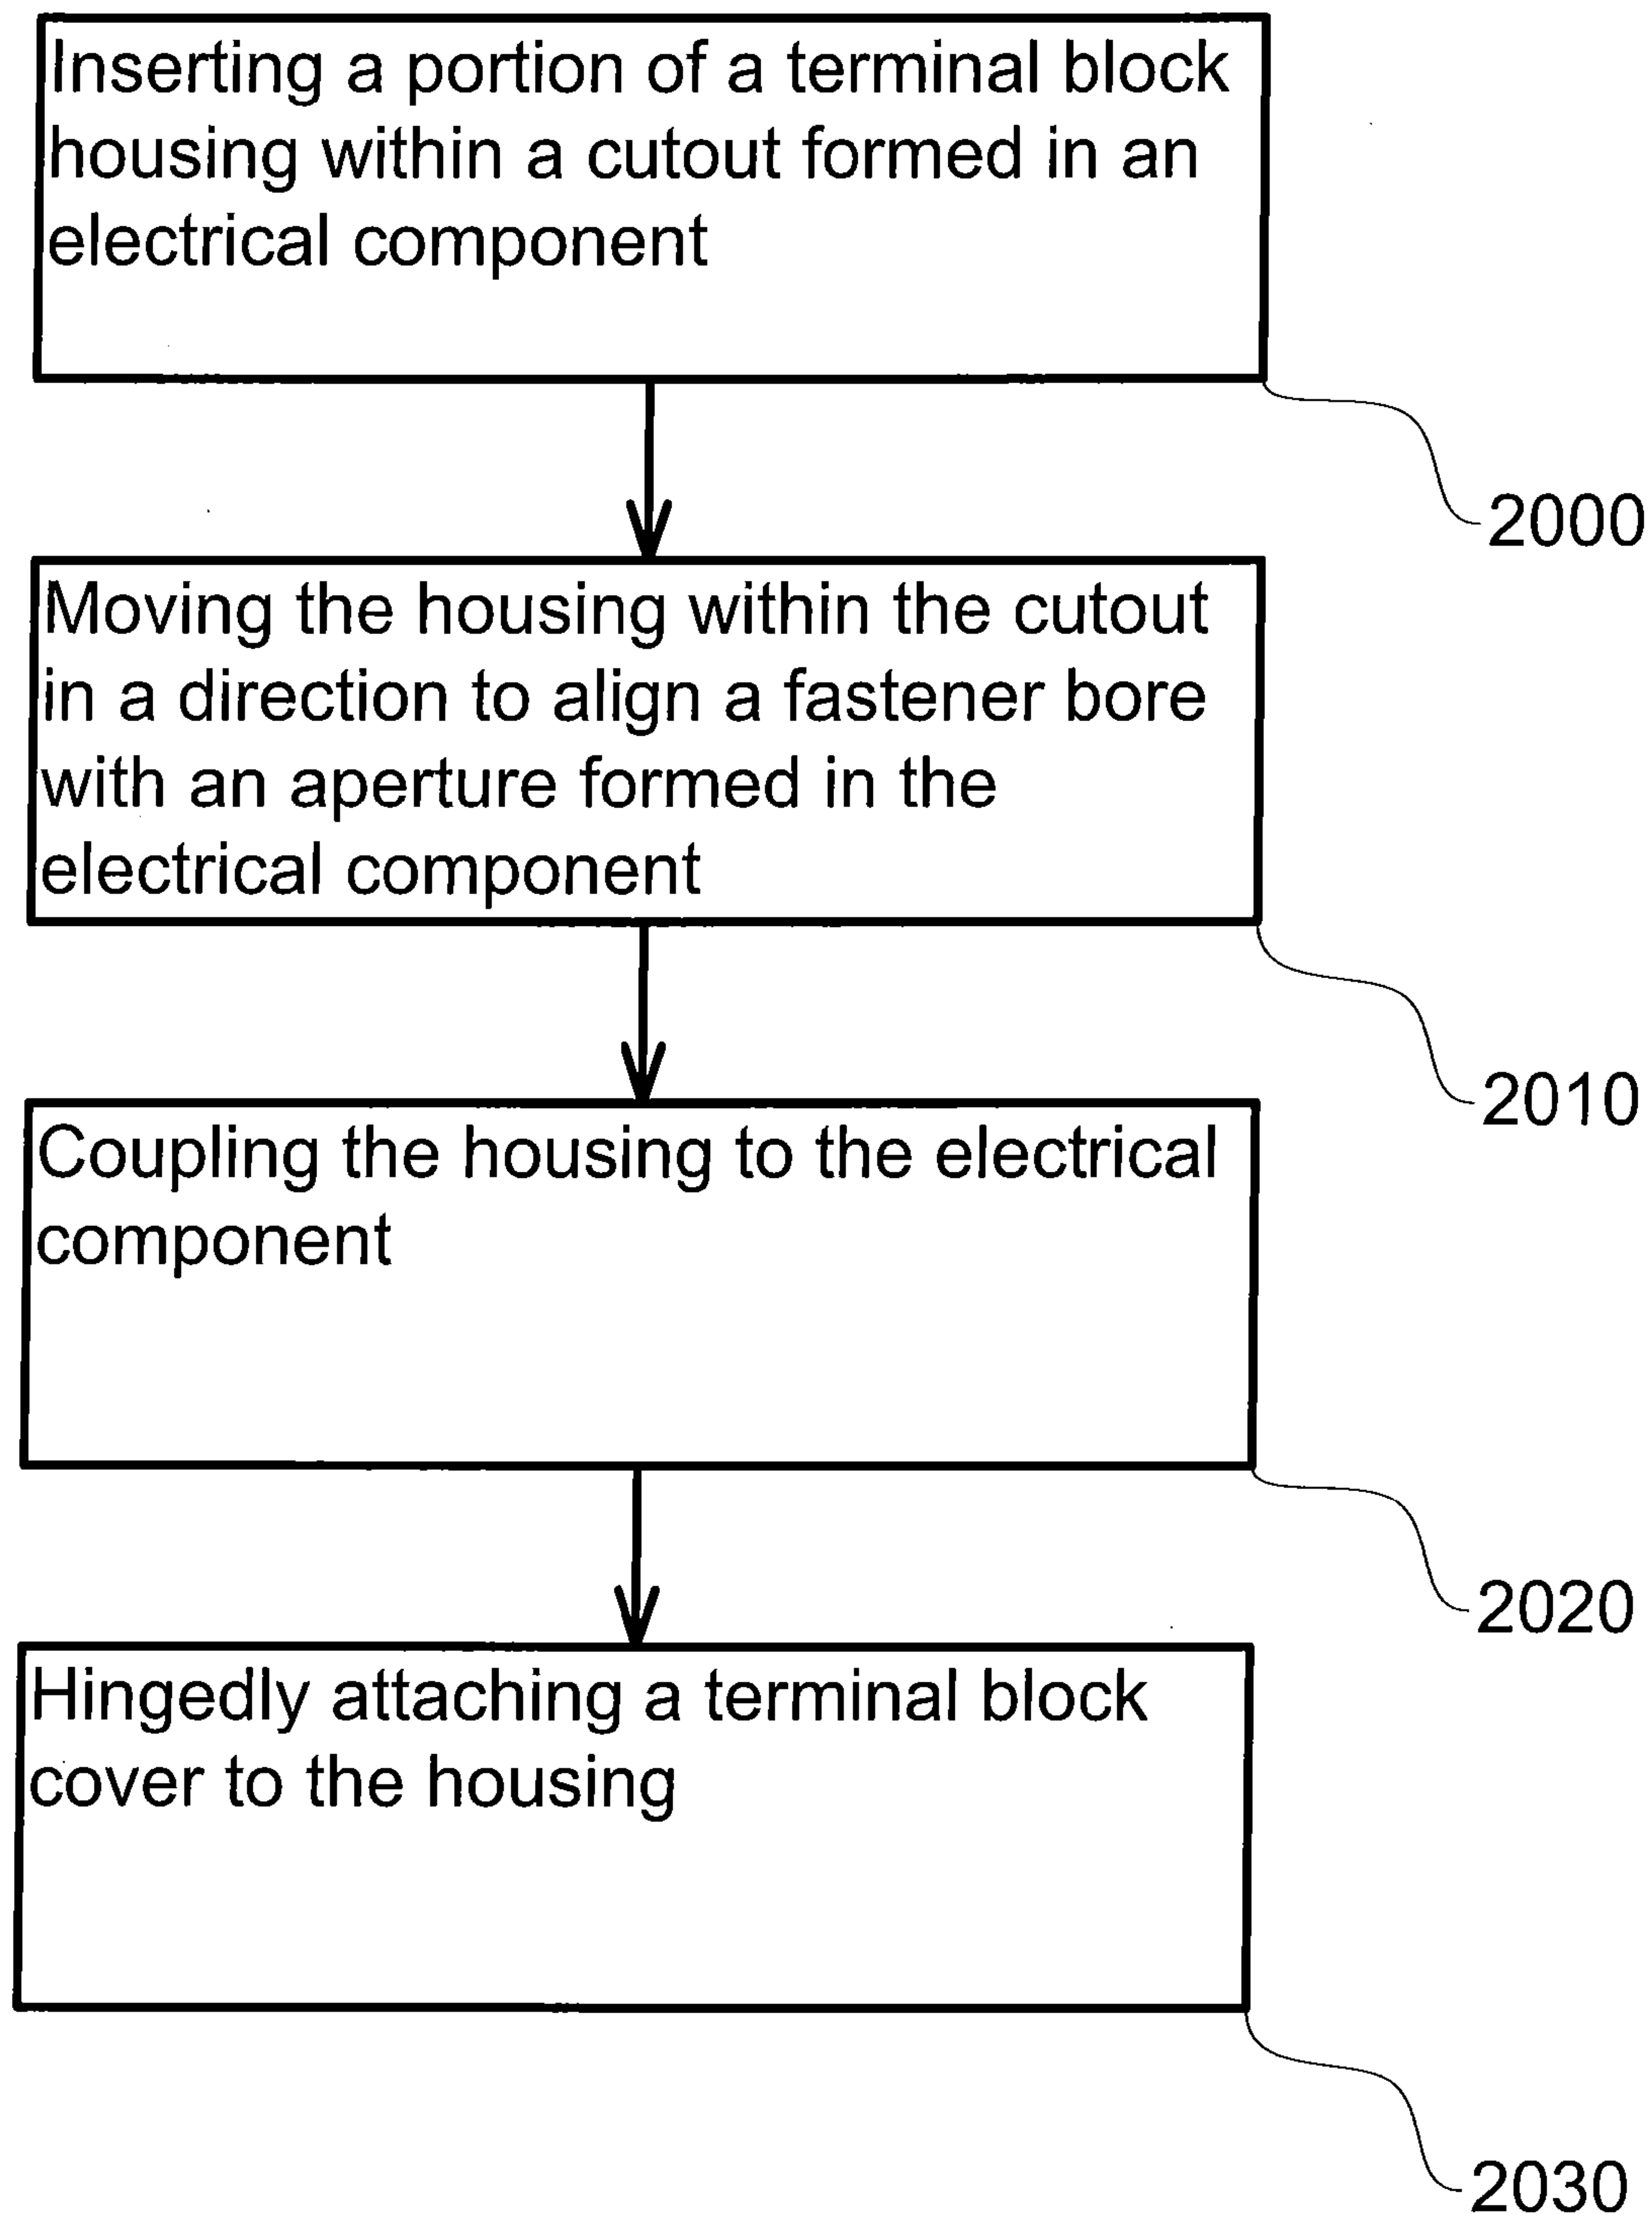 Inserting a portion of a terminal block
housing within a cutout formed in an
electrical component
2000
Moving the housing within the cutout
in a direction to align a fastener bore
with an aperture formed in the
electrical component
2010
Coupling the housing to the electrical
component
2020
Hingedly attaching a terminal block
cover to the housing
2030